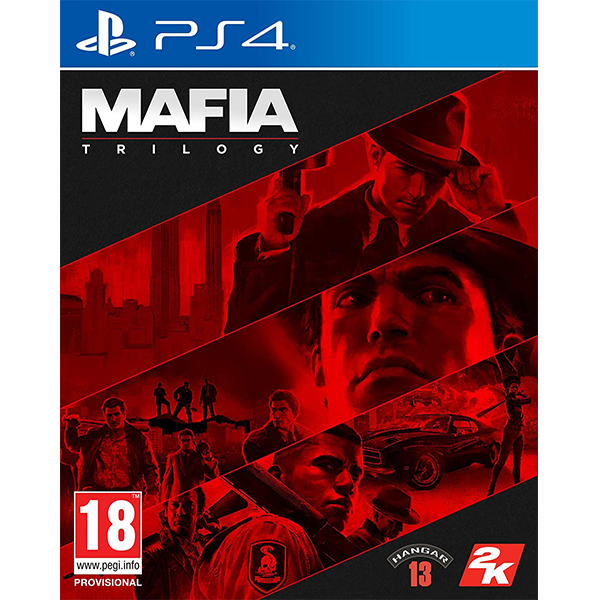 PS4
MAFIA
TRILOGY
18
www.pegi.info
PROVISIONAL
HANGAR
13
2K